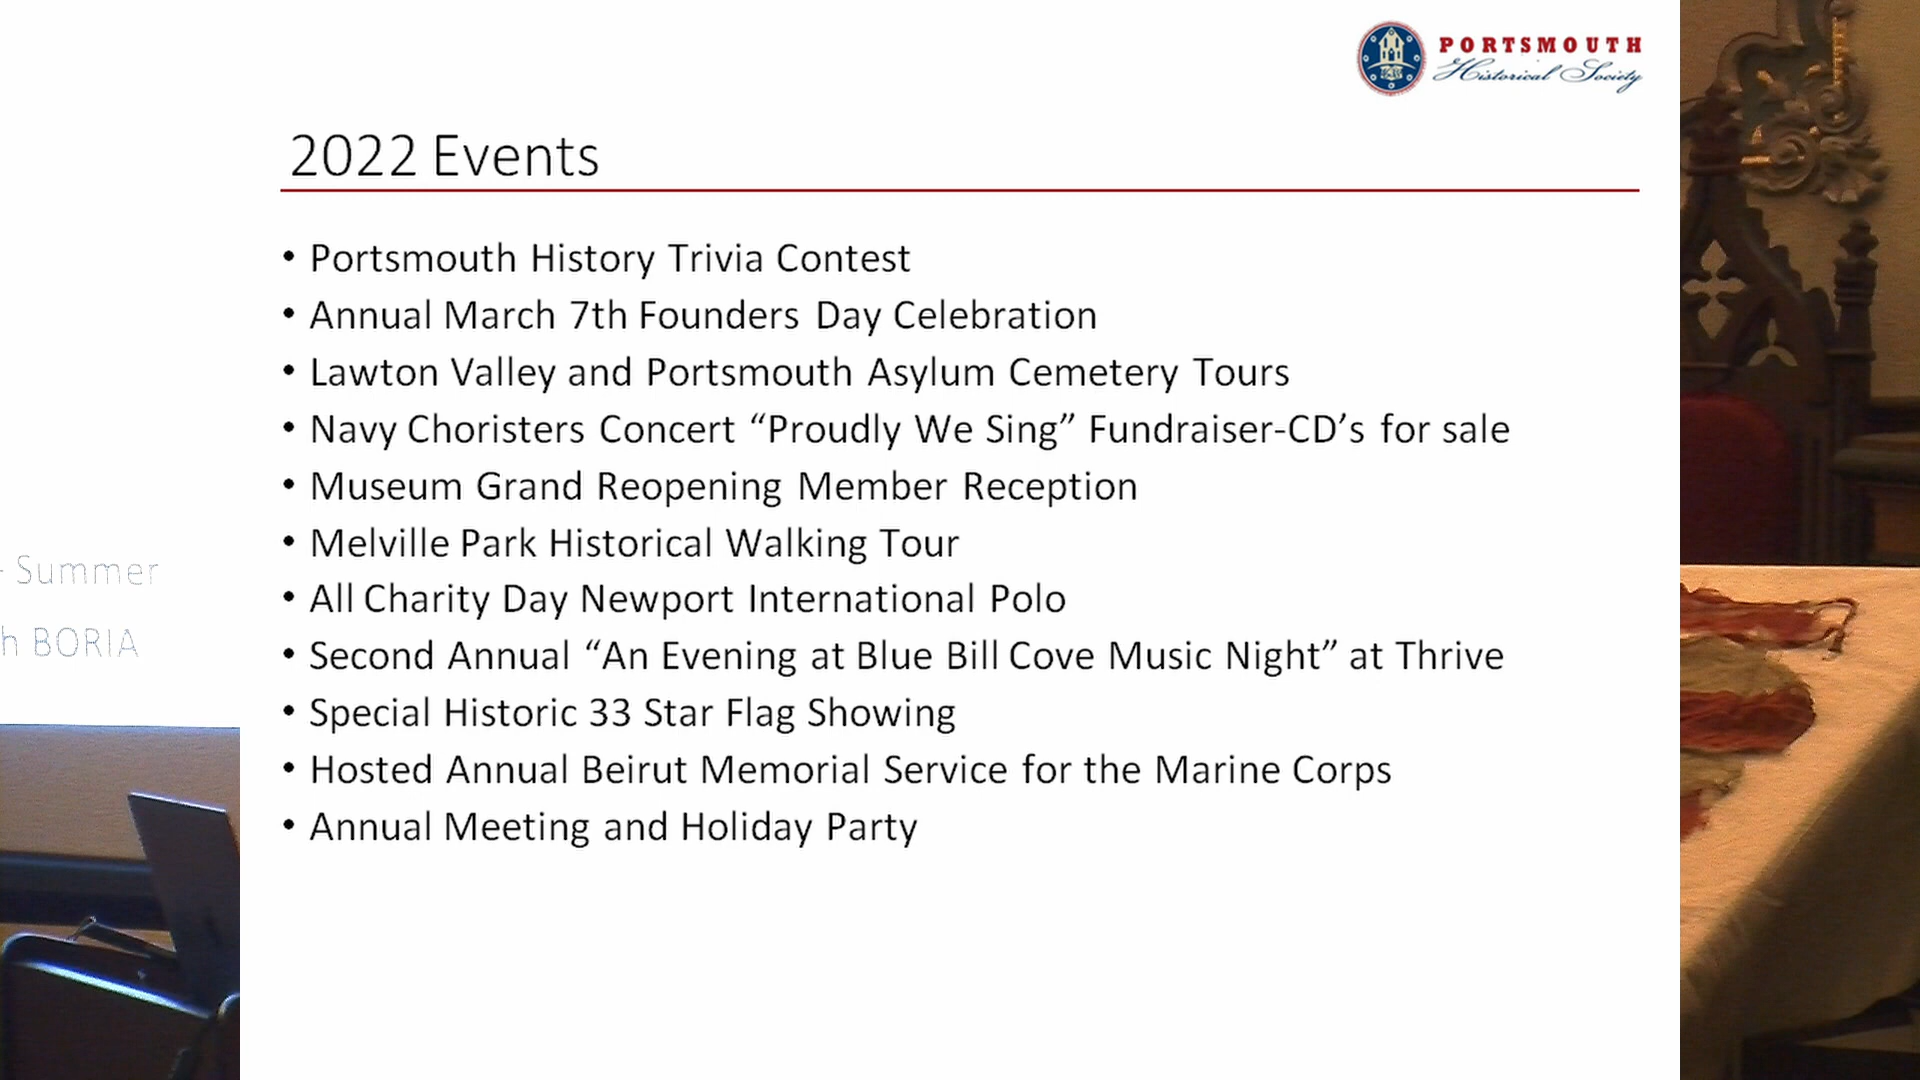 PORTSMOUTH
Historical Society
2022 Events
• Portsmouth History Trivia Contest
• Annual March 7th Founders Day Celebration
• Lawton Valley and Portsmouth Asylum Cemetery Tours
• Navy Choristers Concert “Proudly We Sing” Fundraiser-CD’s for sale
• Museum Grand Reopening Member Reception
• Melville Park Historical Walking Tour
• All Charity Day Newport International Polo
• Second Annual “An Evening at Blue Bill Cove Music Night” at Thrive
• Special Historic 33 Star Flag Showing
• Hosted Annual Beirut Memorial Service for the Marine Corps
• Annual Meeting and Holiday Party
- Summer
h BORIA